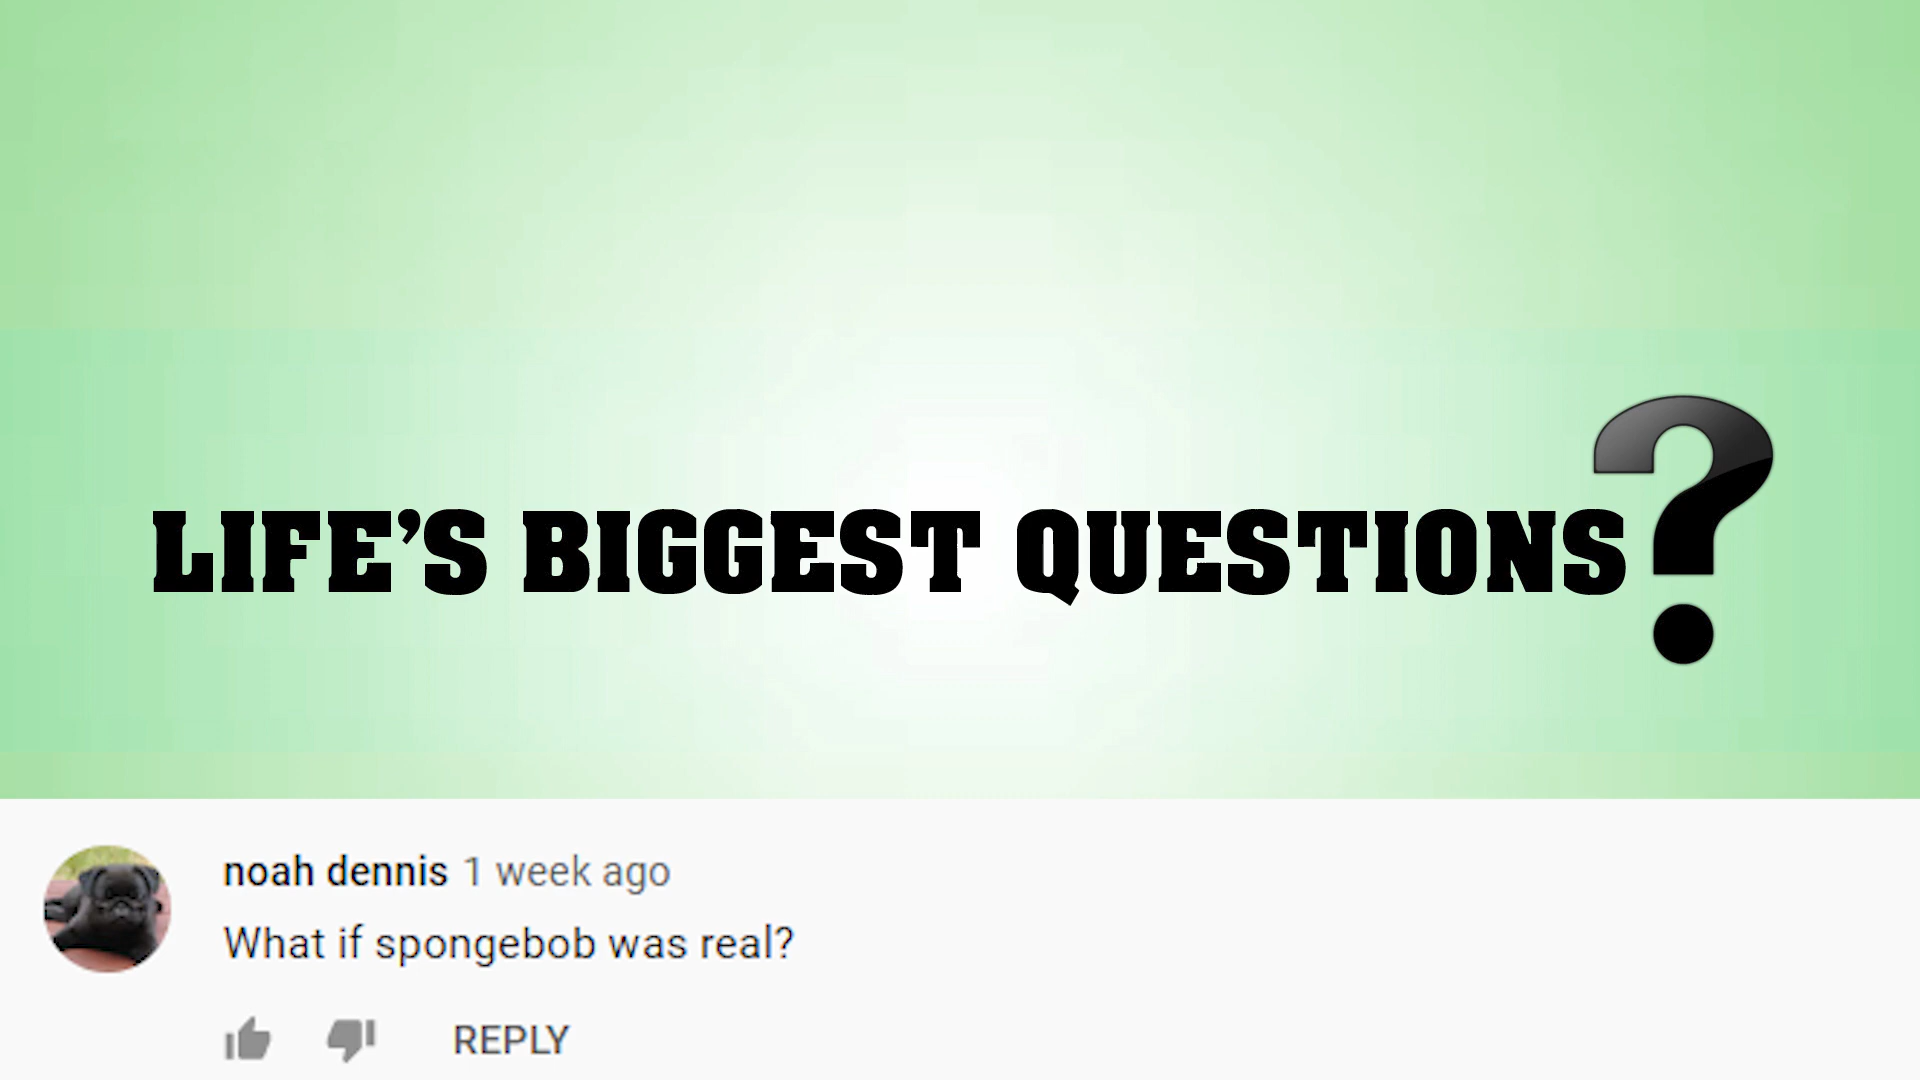 LIFE'S BIGGEST QUESTIONS?
noah dennis 1 week ago
What if spongebob was real?
REPLY